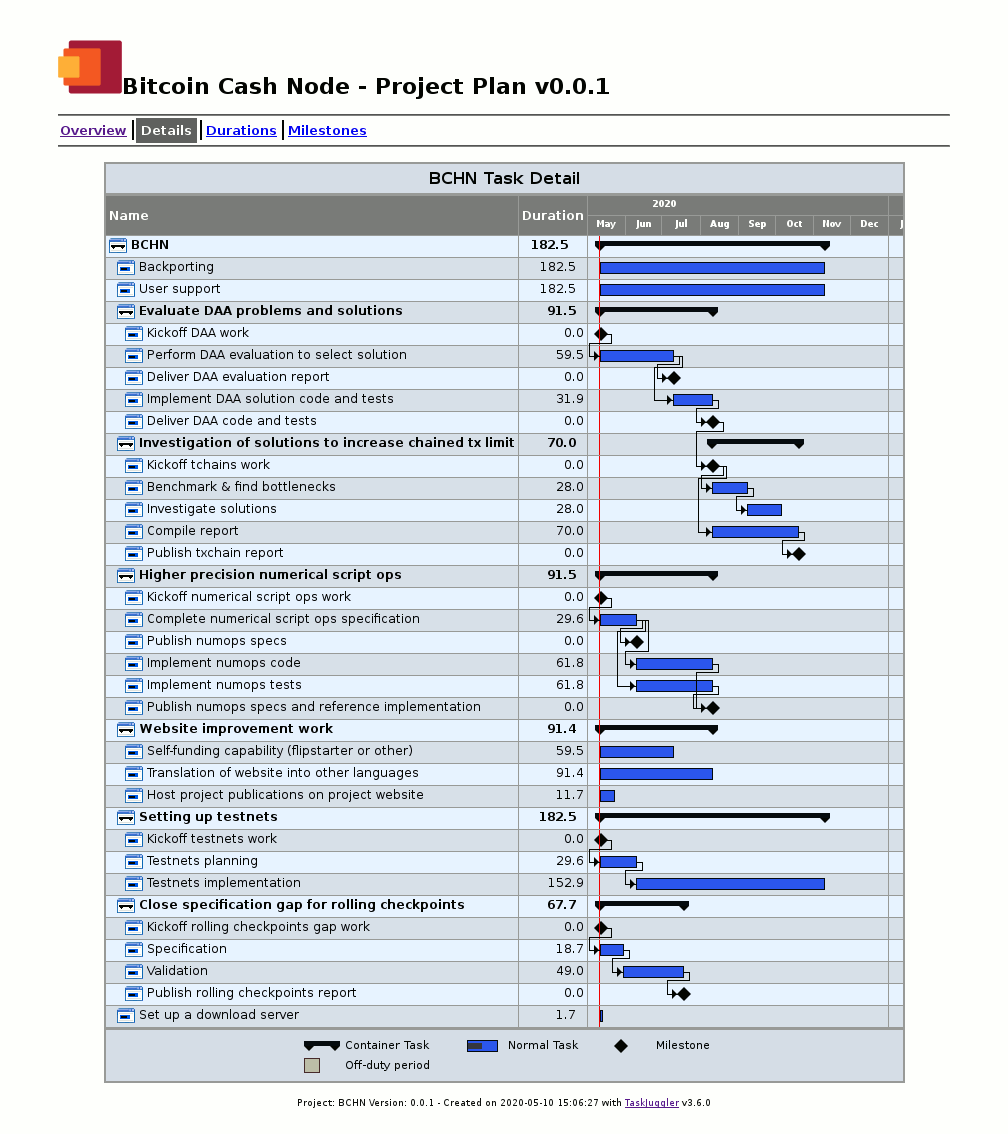 Bitcoin Cash Node - Project Plan v0.0.1
Overview Details Durations Milestones
BCHN Task Detail
Name Duration 2020
May Jun Jul Aug Sep Oct Nov Dec J
BCHN 182.5
Backporting 182.5
User support 182.5
Evaluate DAA problems and solutions 91.5
Kickoff DAA work 0.0
Perform DAA evaluation to select solution 59.5
Deliver DAA evaluation report 0.0
Implement DAA solution code and tests 31.9
Deliver DAA code and tests 0.0
Investigation of solutions to increase chained tx limit 70.0
Kickoff tchains work 0.0
Benchmark & find bottlenecks 28.0
Investigate solutions 28.0
Compile report 70.0
Publish txchain report 0.0
Higher precision numerical script ops 91.5
Kickoff numerical script ops work 0.0
Complete numerical script ops specification 29.6
Publish numops specs 0.0
Implement numops code 61.8
Implement numops tests 61.8
Publish numops specs and reference implementation 0.0
Website improvement work 91.4
Self-funding capability (flipstarter or other) 59.5
Translation of website into other languages 91.4
Host project publications on project website 11.7
Setting up testnets 182.5
Kickoff testnets work 0.0
Testnets planning 29.6
Testnets implementation 152.9
Close specification gap for rolling checkpoints 67.7
Kickoff rolling checkpoints gap work 0.0
Specification 18.7
Validation 49.0
Publish rolling checkpoints report 0.0
Set up a download server 1.7
Container Task Normal Task Milestone
Off-duty period
Project: BCHN Version: 0.0.1 - Created on 2020-05-10 15:06:27 with TaskJuggler v3.6.0